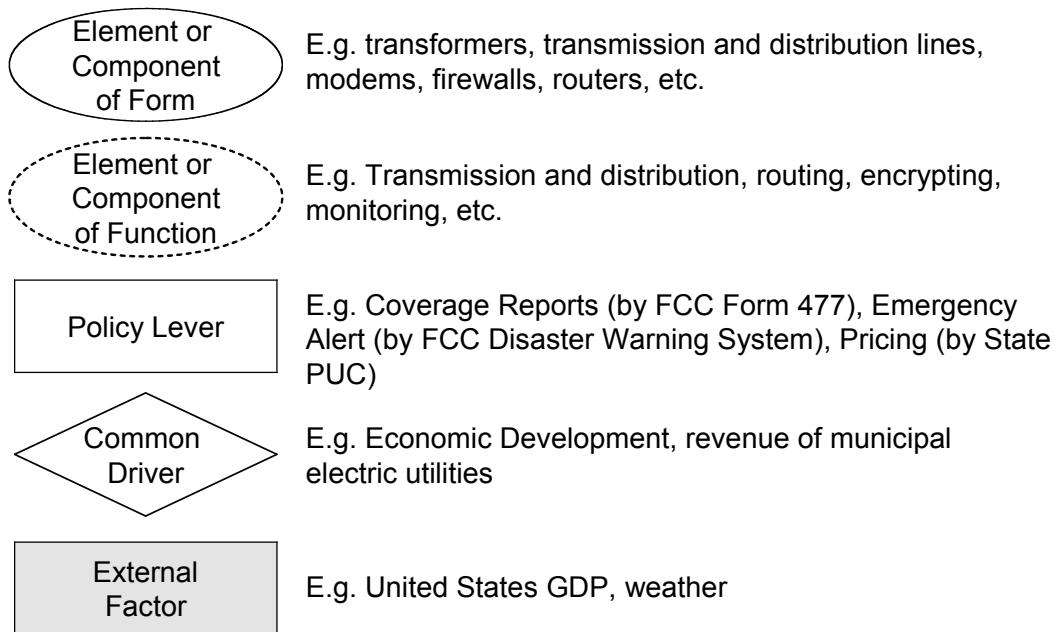 Element or
Component
of Form
E.g. transformers, transmission and distribution lines,
modems, firewalls, routers, etc.
Element or
Component
of Function
E.g. Transmission and distribution, routing, encrypting,
monitoring, etc.
Policy Lever
E.g. Coverage Reports (by FCC Form 477), Emergency
Alert (by FCC Disaster Warning System), Pricing (by State
PUC)
Common
Driver
E.g. Economic Development, revenue of municipal
electric utilities
External
Factor
E.g. United States GDP, weather